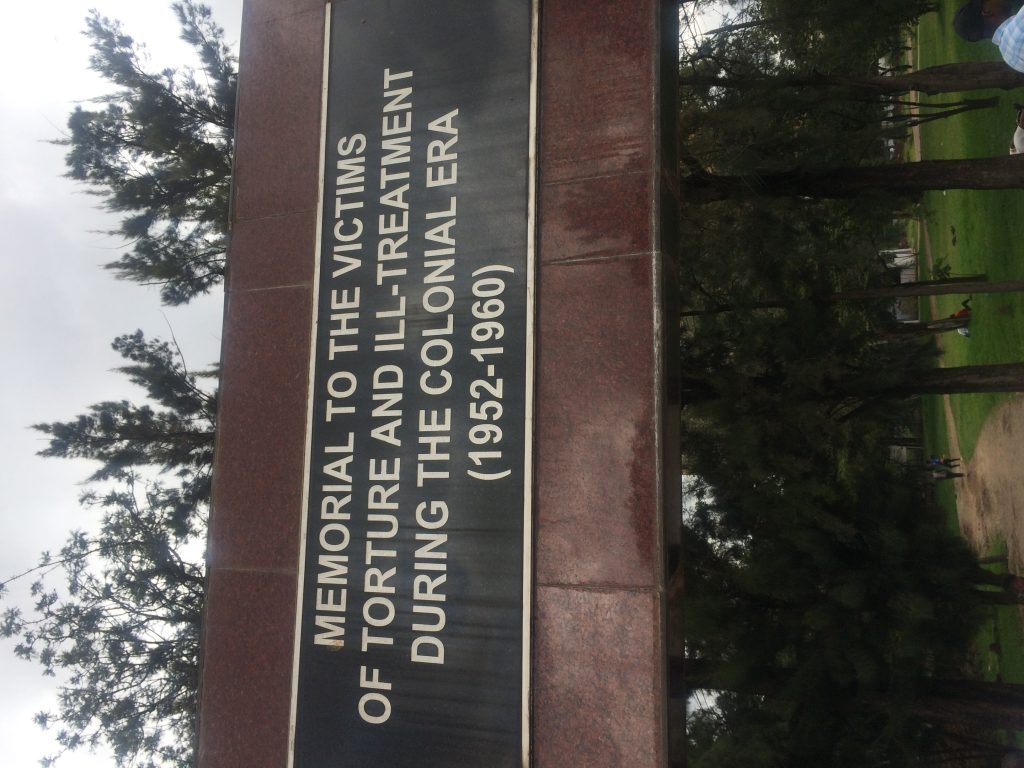 MEMORIAL TO THE VICTIMS
OF TORTURE AND ILL-TREATMENT
DURING THE COLONIAL ERA
(1952-1960)